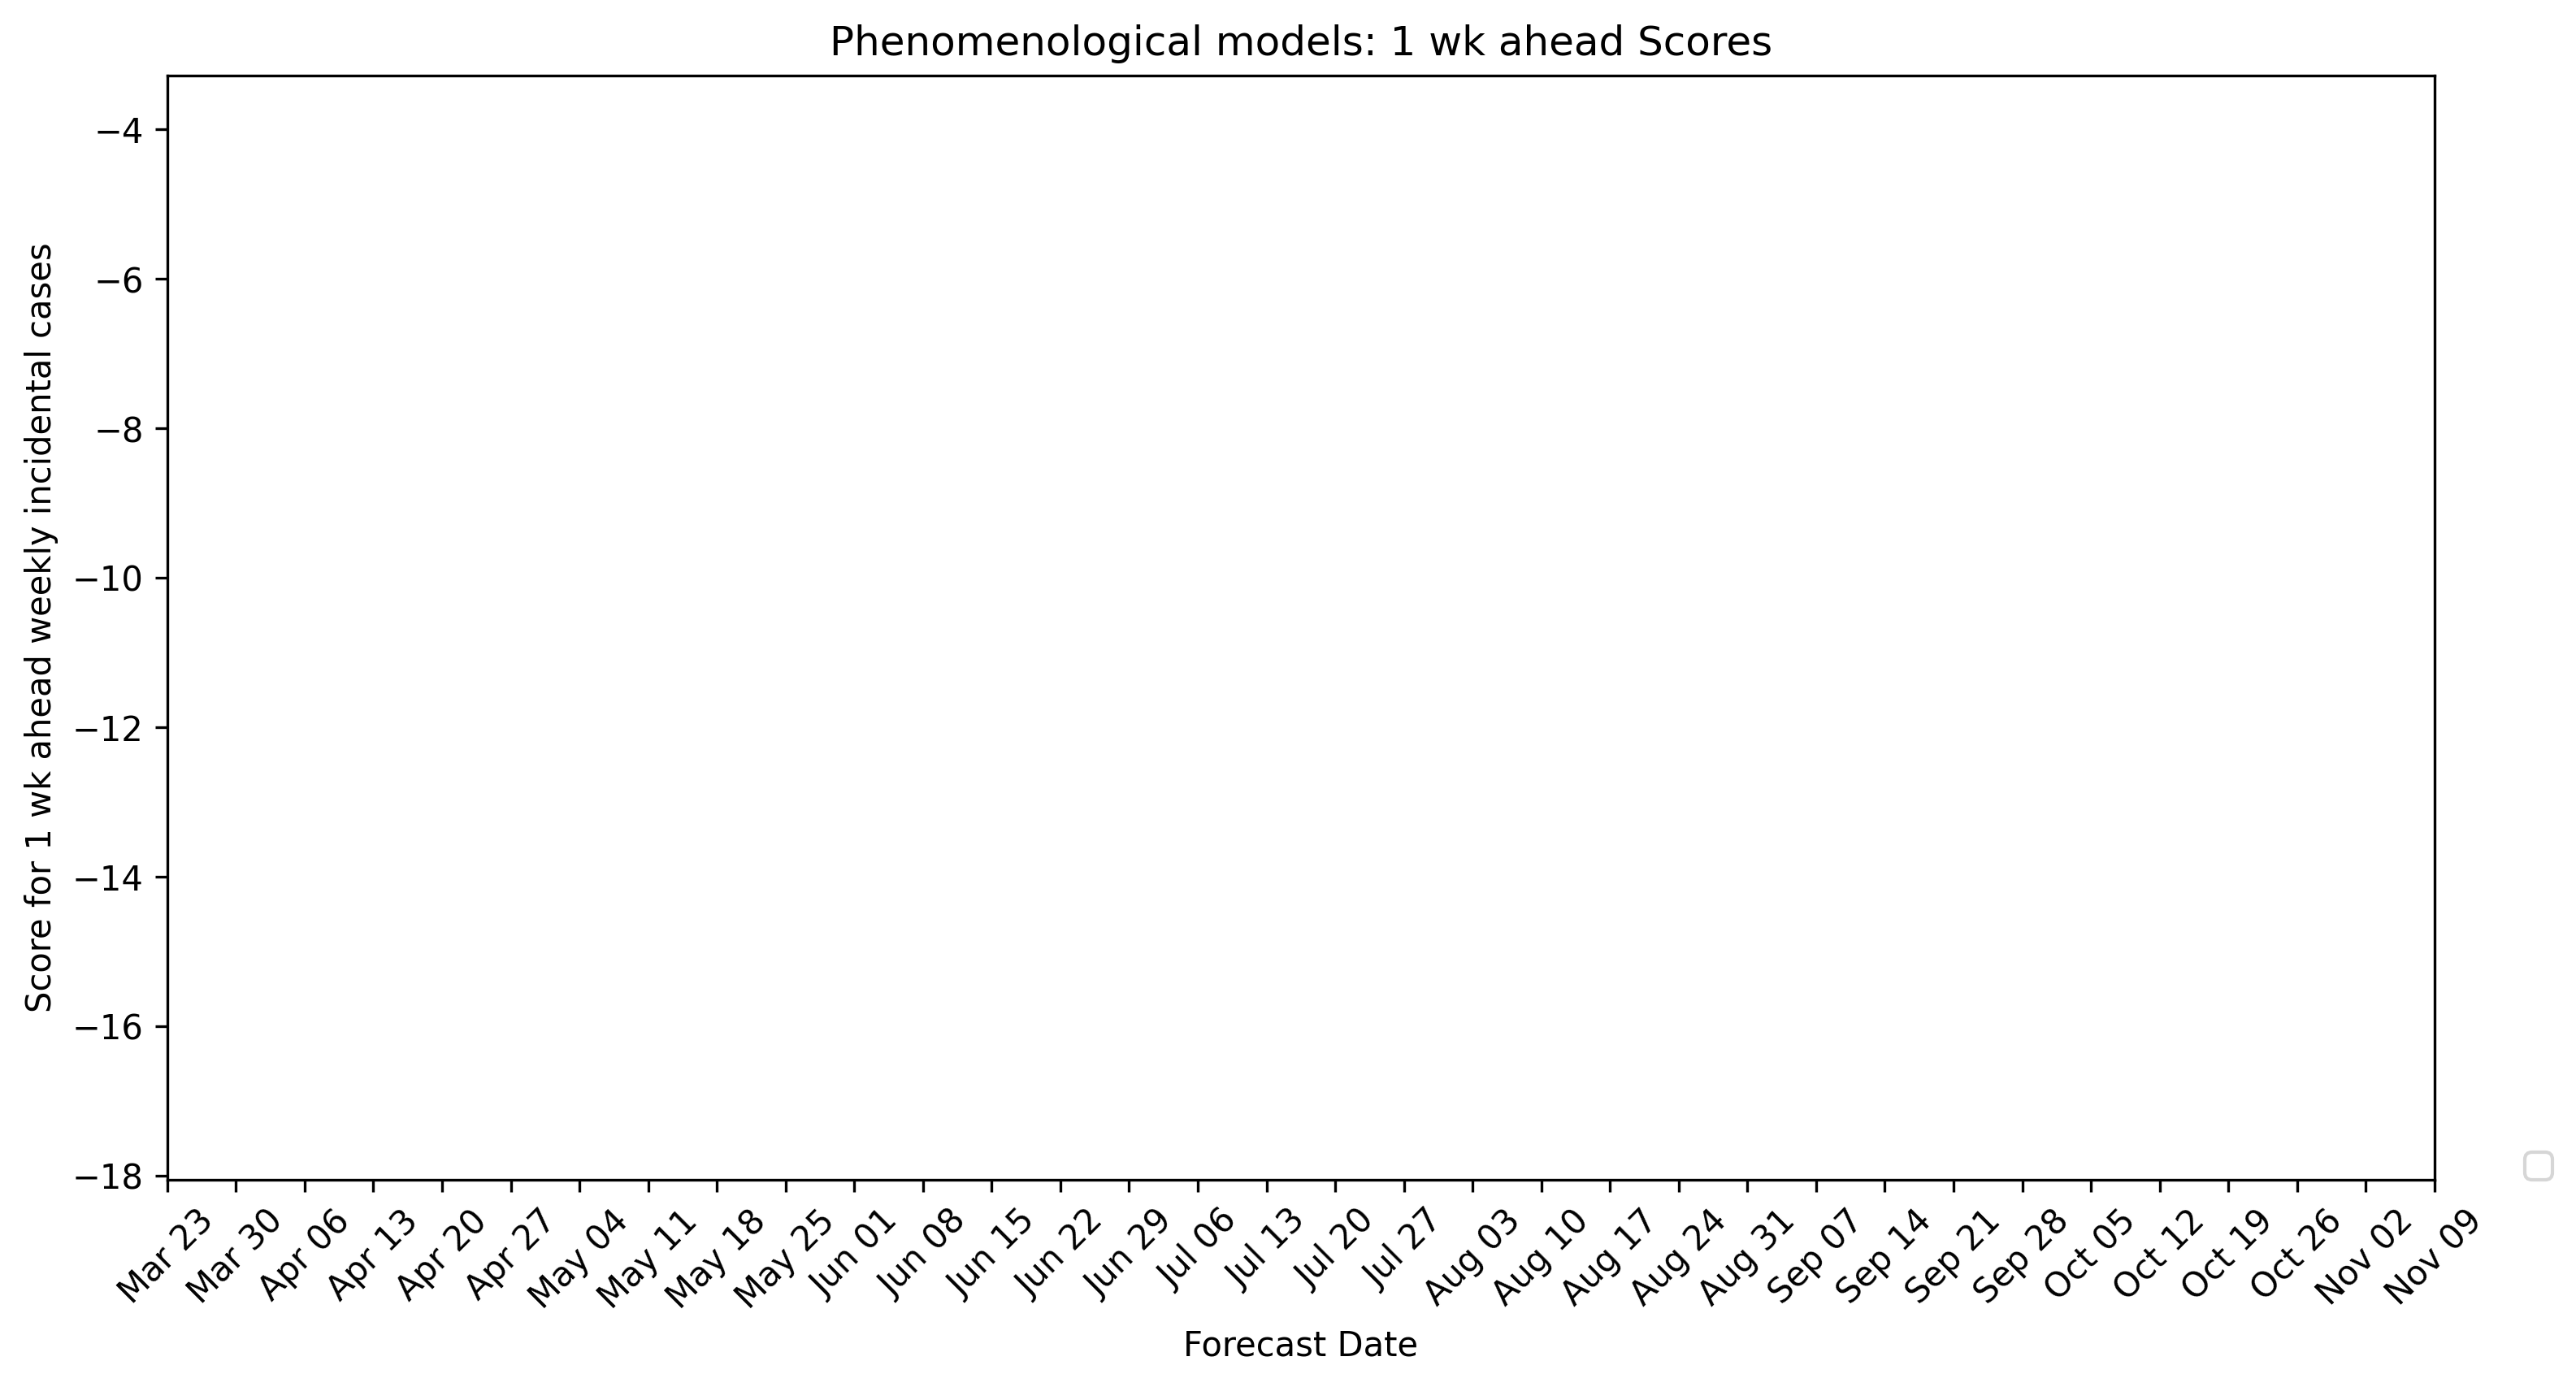 Phenomenological models: 1 wk ahead Scores
Score for 1 wk ahead weekly incidental cases
−4
−6
−8
−10
−12
−14
−16
−18
Mar 23
Mar 30
Apr 06
Apr 13
Apr 20
Apr 27
May 04
May 11
May 18
May 25
Jun 01
Jun 08
Jun 15
Jun 22
Jun 29
Jul 06
Jul 13
Jul 20
Jul 27
Aug 03
Aug 10
Aug 17
Aug 24
Aug 31
Sep 07
Sep 14
Sep 21
Sep 28
Oct 05
Oct 12
Oct 19
Oct 26
Nov 02
Nov 09
Forecast Date